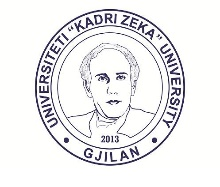 UNIVERSITETI "KADRI ZEKA" UNIVERSITY
2013
• GJILAN •